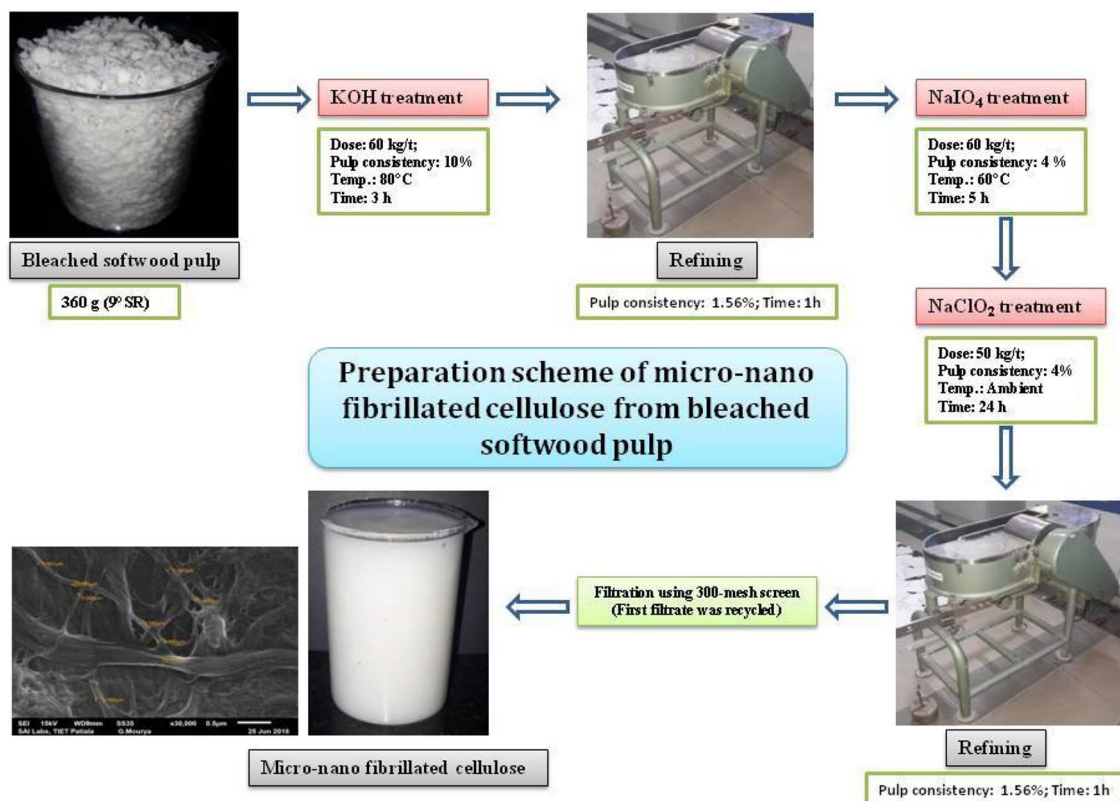 Bleached softwood pulp
360 g (9° SR)
KOH treatment
Dose: 60 kg/t;
Pulp consistency: 10%
Temp.: 80°C
Time: 3 h
Refining
Pulp consistency: 1.56%; Time: 1h
NaIO₄ treatment
Dose: 60 kg/t;
Pulp consistency: 4 %
Temp.: 60°C
Time: 5 h
NaClO₂ treatment
Dose: 50 kg/t;
Pulp consistency: 4%
Temp.: Ambient
Time: 24 h
Preparation scheme of micro-nano
fibrillated cellulose from bleached
softwood pulp
Refining
Pulp consistency: 1.56%; Time: 1h
Filtration using 300-mesh screen
(First filtrate was recycled)
Micro-nano fibrillated cellulose
SEI 15kV WD9mm SS35 x30,000 0.5µm
SAI Labs, TIET Patiala G.Mourya 25 Jun 2018